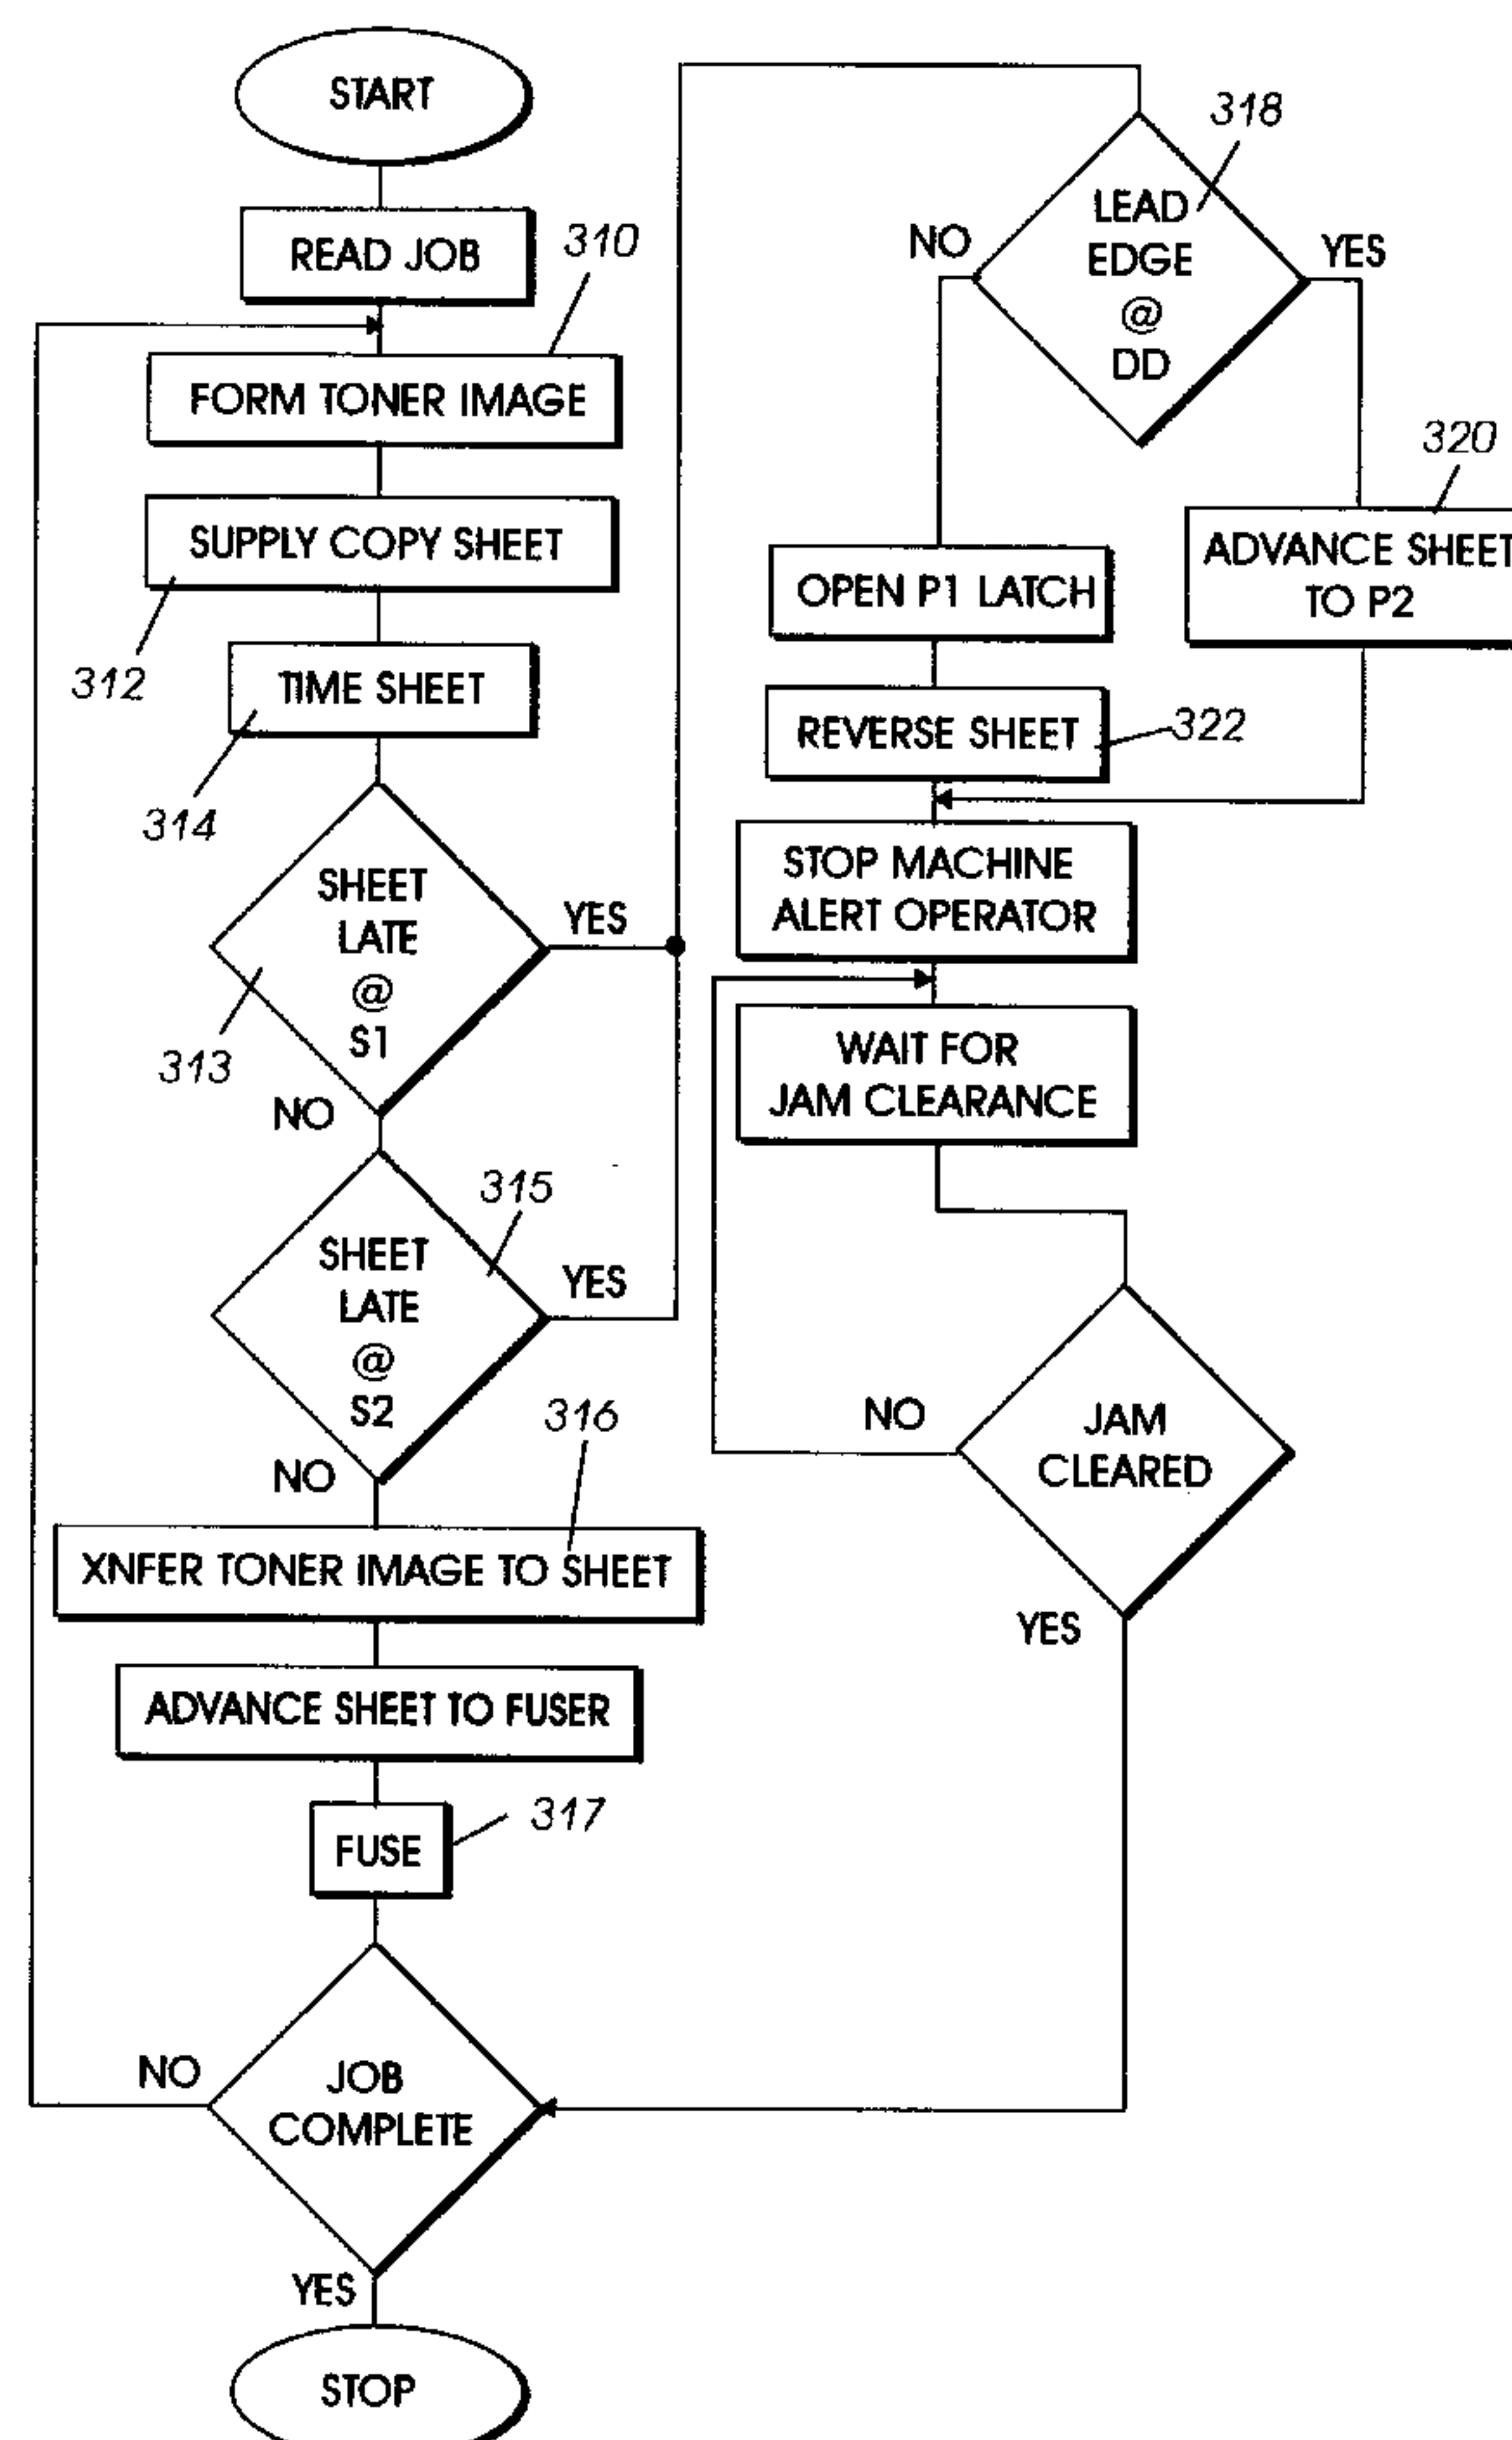 START
READ JOB
310
FORM TONER IMAGE
SUPPLY COPY SHEET
312
TIME SHEET
314
SHEET
LATE
@
S1
YES
313
NO
315
SHEET
LATE
@
S2
YES
NO
316
XNFER TONER IMAGE TO SHEET
ADVANCE SHEET TO FUSER
317
FUSE
NO
JOB
COMPLETE
YES
STOP
318
LEAD
EDGE
@
DD
NO
YES
320
ADVANCE SHEET
TO P2
OPEN P1 LATCH
REVERSE SHEET
322
STOP MACHINE
ALERT OPERATOR
WAIT FOR
JAM CLEARANCE
NO
JAM
CLEARED
YES